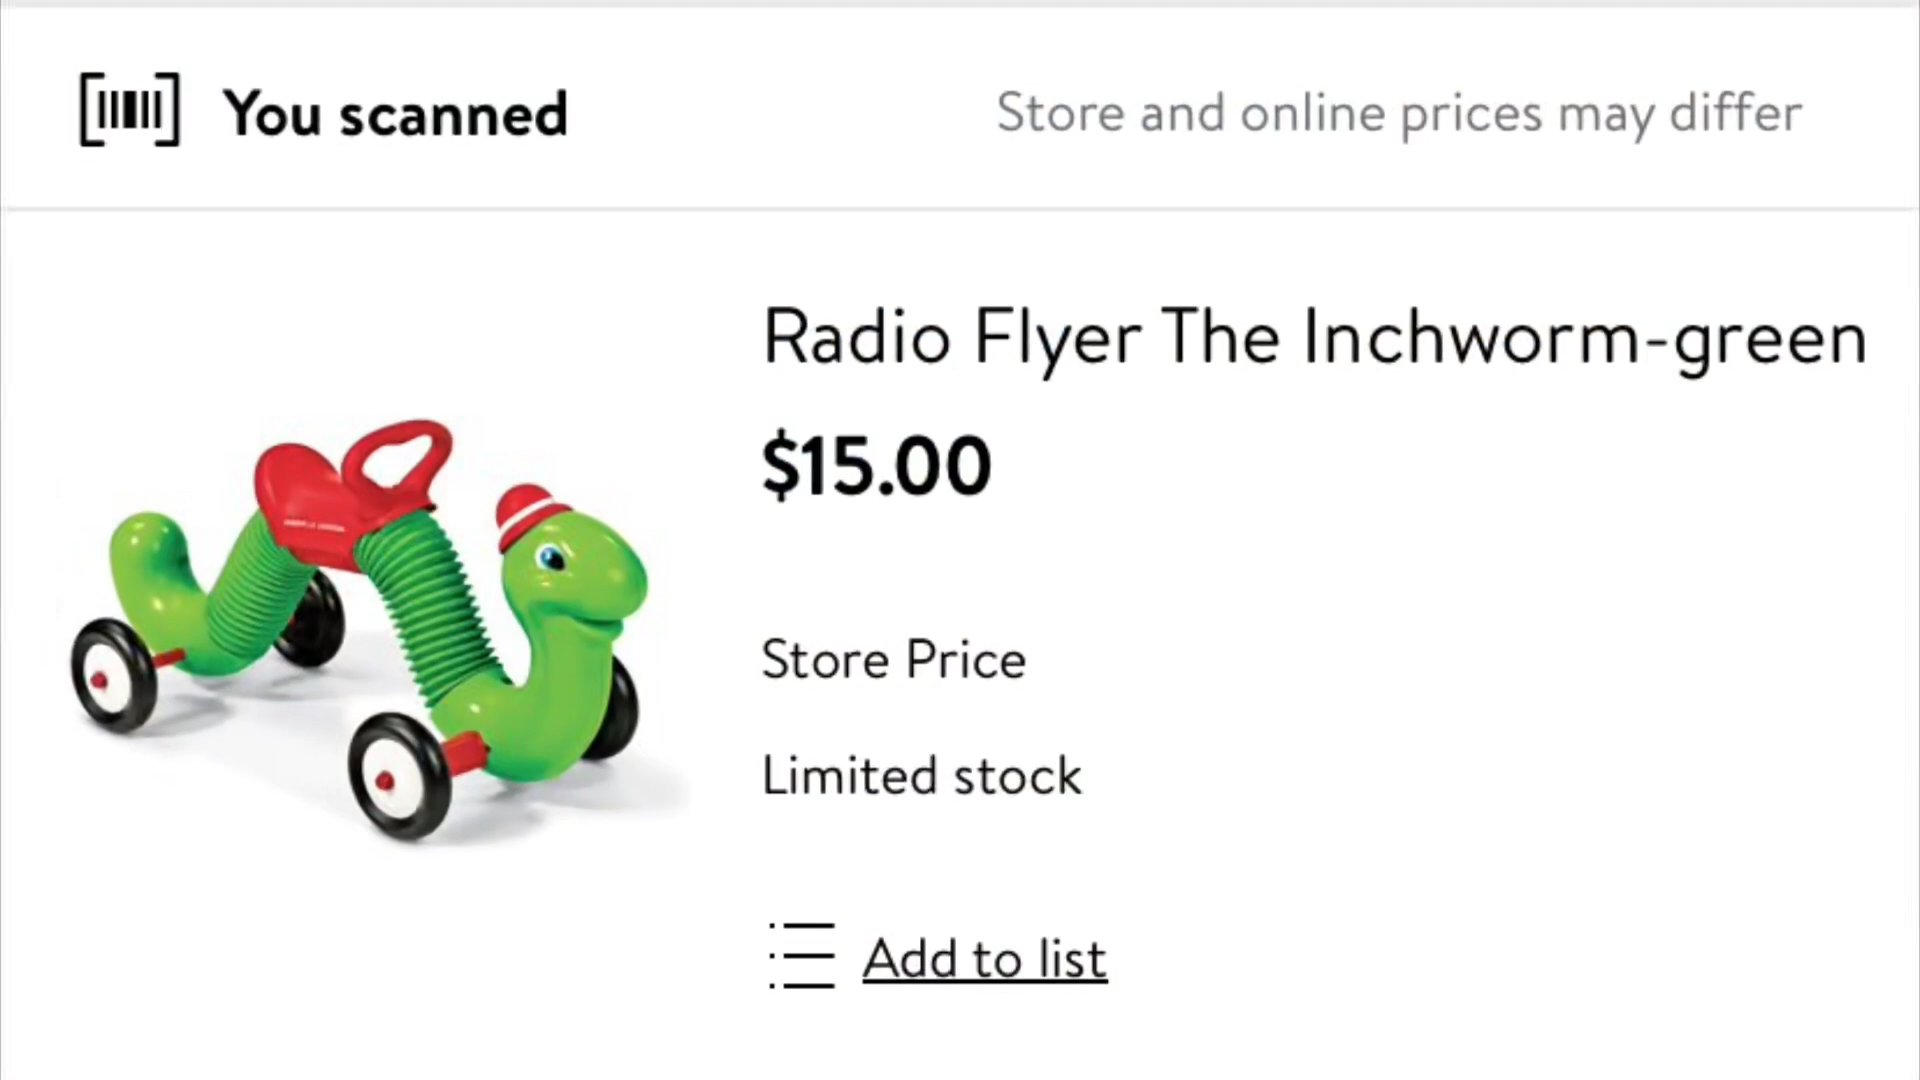 You scanned
Store and online prices may differ
Radio Flyer The Inchworm-green
$15.00
Store Price
Limited stock
Add to list